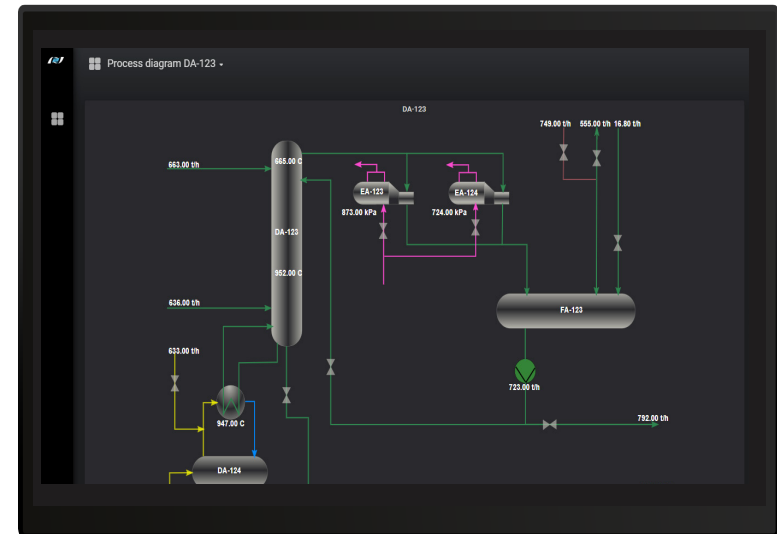 Process diagram DA-123
DA-123
749.00 t/h 555.00 t/h 16.80 t/h
663.00 t/h
665.00 C
EA-123
EA-124
873.00 kPa
724.00 kPa
DA-123
952.00 C
636.00 t/h
FA-123
633.00 t/h
723.00 t/h
947.00 C
792.00 t/h
DA-124